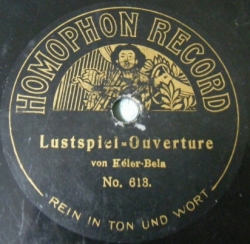 HOMOPHON RECORD
Lustspiel-Ouverture
von Kéler-Bela
No. 613.
REIN IN TON UND WORT